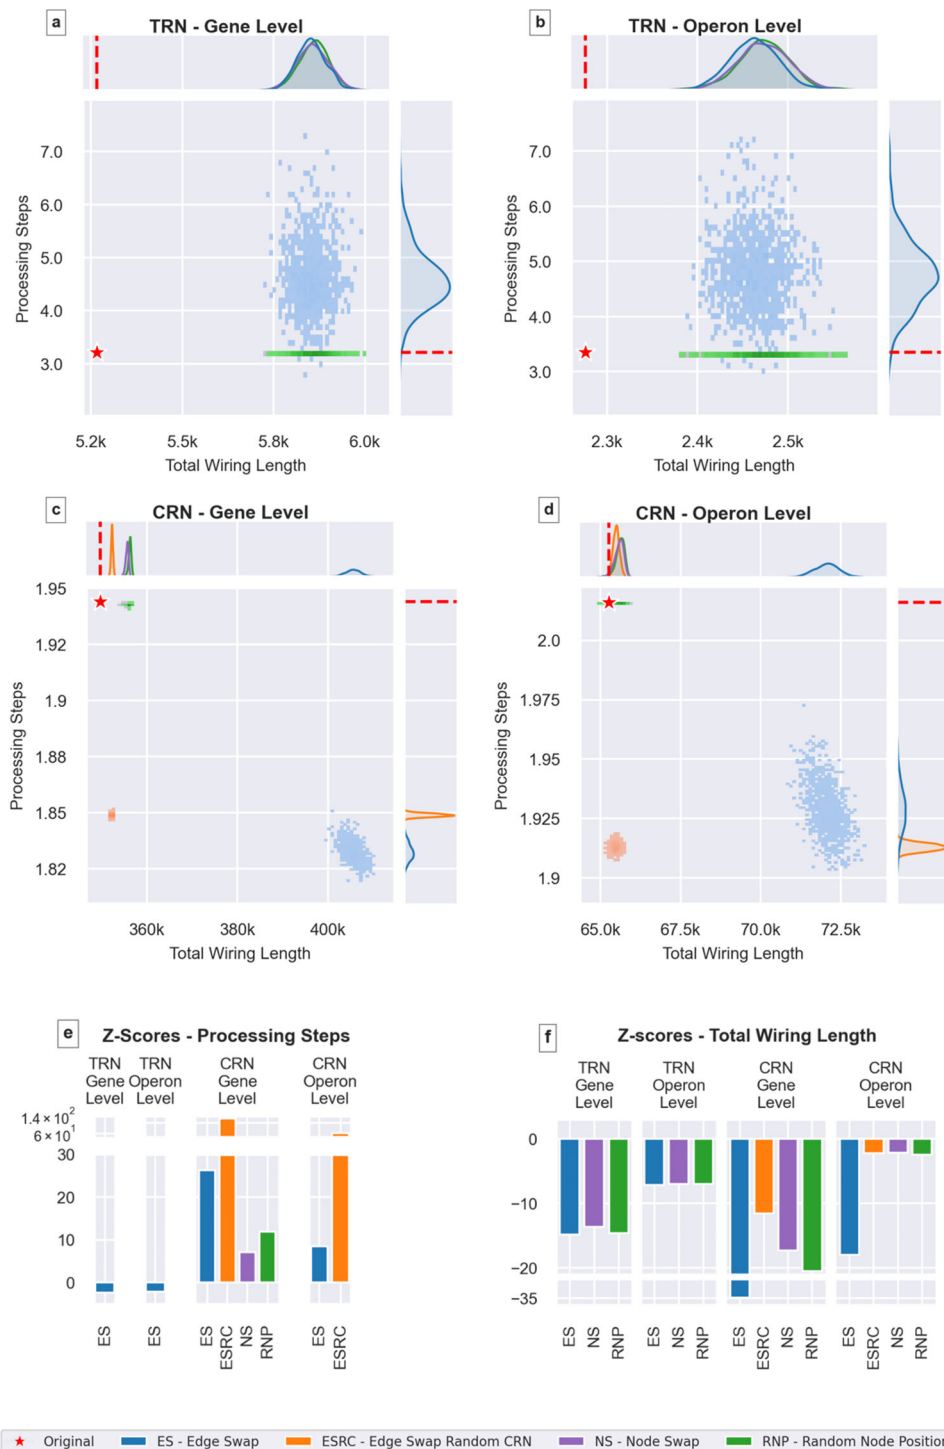 a
TRN - Gene Level
Processing Steps
7.0
6.0
5.0
4.0
3.0
5.2k 5.5k 5.8k 6.0k
Total Wiring Length
b
TRN - Operon Level
Processing Steps
7.0
6.0
5.0
4.0
3.0
2.3k 2.4k 2.5k
Total Wiring Length
c
CRN - Gene Level
Processing Steps
1.95
1.92
1.9
1.88
1.85
1.82
360k 380k 400k
Total Wiring Length
d
CRN - Operon Level
Processing Steps
2.0
1.975
1.95
1.925
1.9
65.0k 67.5k 70.0k 72.5k
Total Wiring Length
e
Z-Scores - Processing Steps
TRN Gene Level
TRN Operon Level
CRN Gene Level
CRN Operon Level
1.4 × 10²
6 × 10¹
30
20
10
0
ES ES ES ESRC NS RNP ES ESRC
f
Z-scores - Total Wiring Length
TRN Gene Level
TRN Operon Level
CRN Gene Level
CRN Operon Level
0
−10
−20
−35
ES NS RNP ES NS RNP ES ESRC NS RNP ES ESRC NS RNP
Original ES - Edge Swap ESRC - Edge Swap Random CRN NS - Node Swap RNP - Random Node